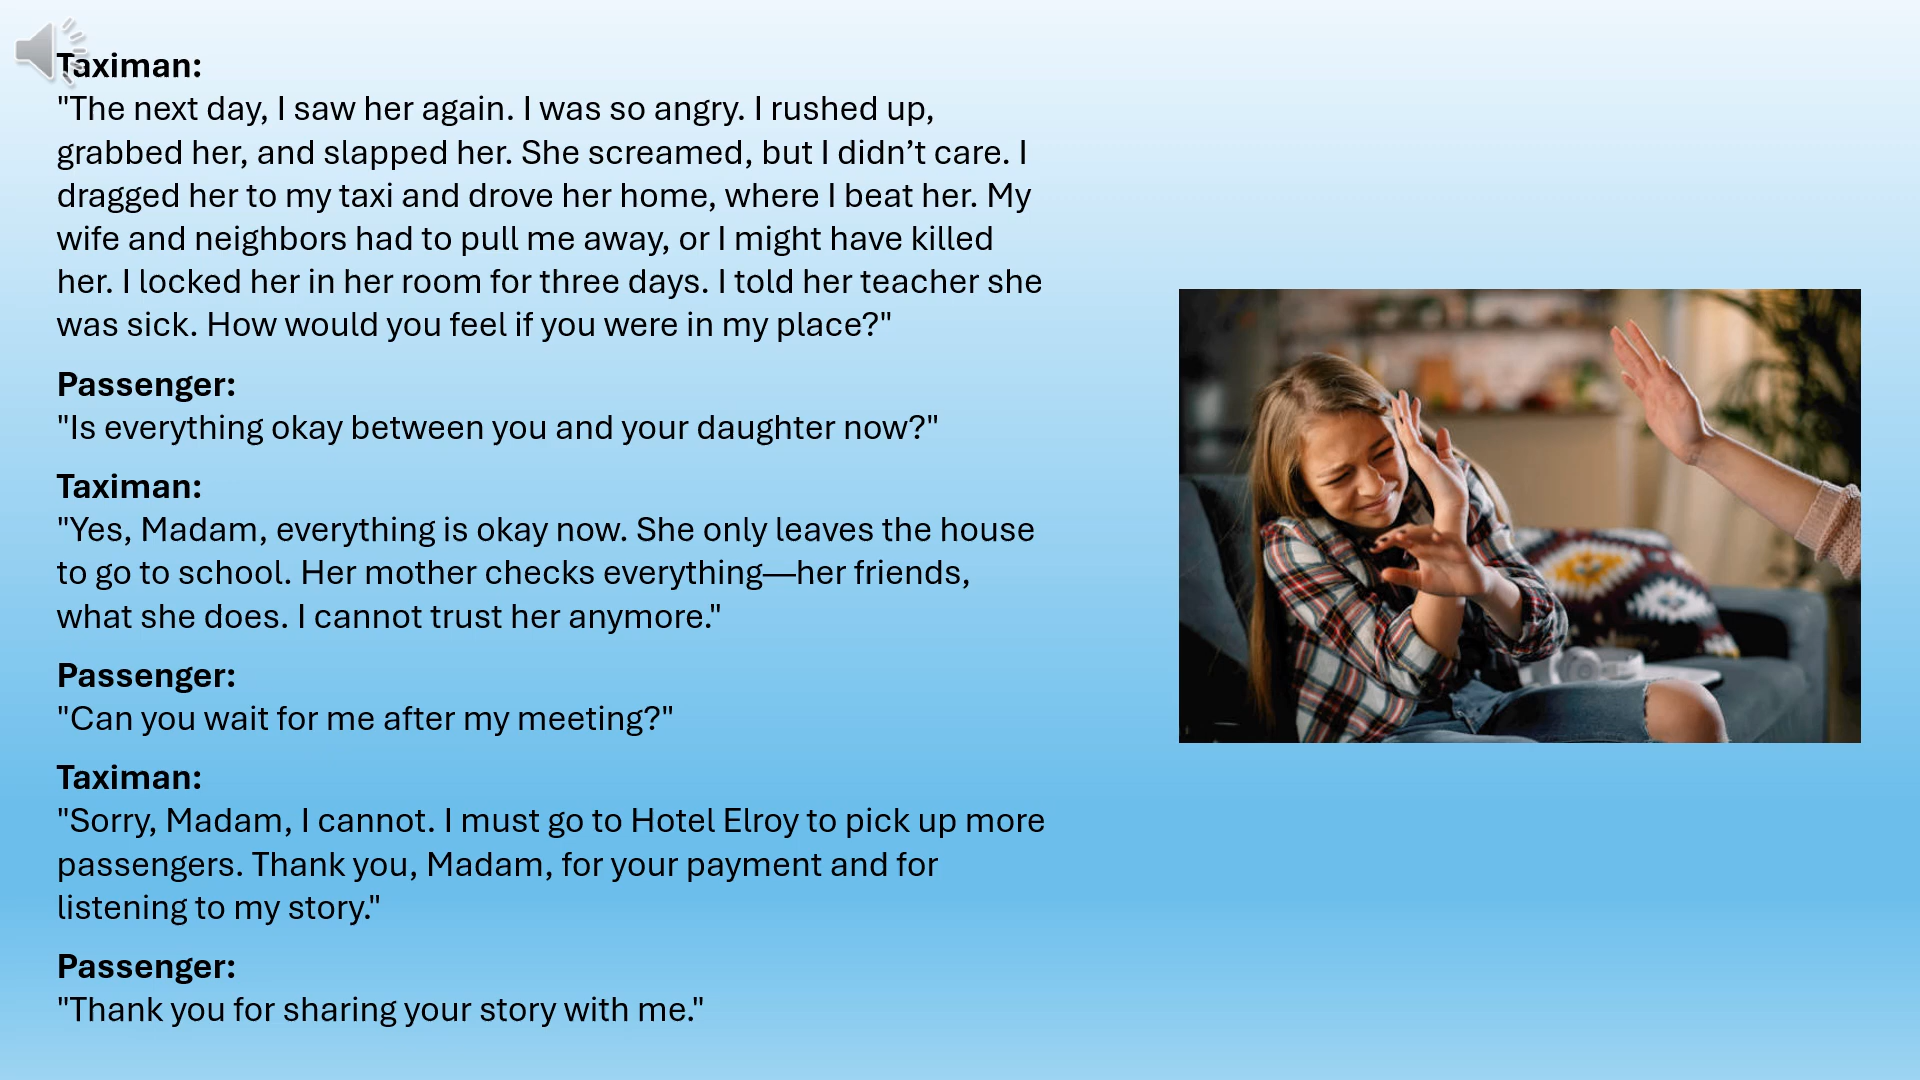 Taximan:
"The next day, I saw her again. I was so angry. I rushed up,
grabbed her, and slapped her. She screamed, but I didn’t care. I
dragged her to my taxi and drove her home, where I beat her. My
wife and neighbors had to pull me away, or I might have killed
her. I locked her in her room for three days. I told her teacher she
was sick. How would you feel if you were in my place?"
Passenger:
"Is everything okay between you and your daughter now?"
Taximan:
"Yes, Madam, everything is okay now. She only leaves the house
to go to school. Her mother checks everything—her friends,
what she does. I cannot trust her anymore."
Passenger:
"Can you wait for me after my meeting?"
Taximan:
"Sorry, Madam, I cannot. I must go to Hotel Elroy to pick up more
passengers. Thank you, Madam, for your payment and for
listening to my story."
Passenger:
"Thank you for sharing your story with me."